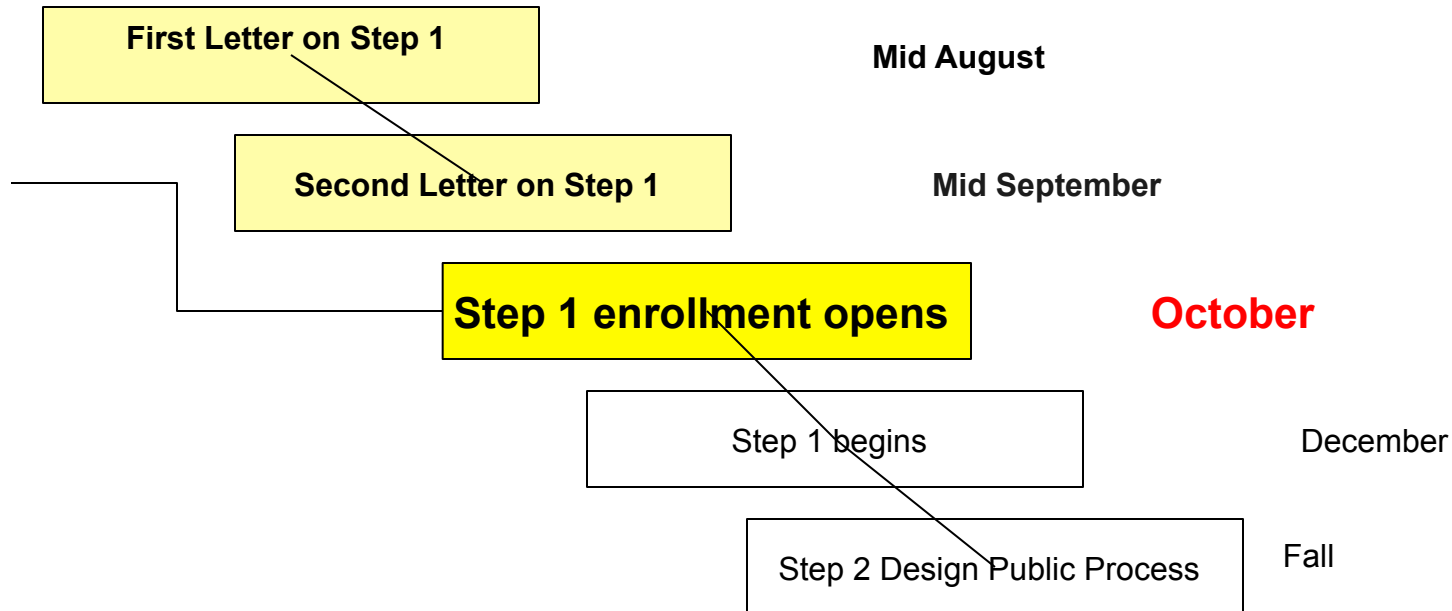 First Letter on Step 1
Mid August
Second Letter on Step 1
Mid September
Step 1 enrollment opens
October
Step 1 begins
December
Step 2 Design Public Process
Fall